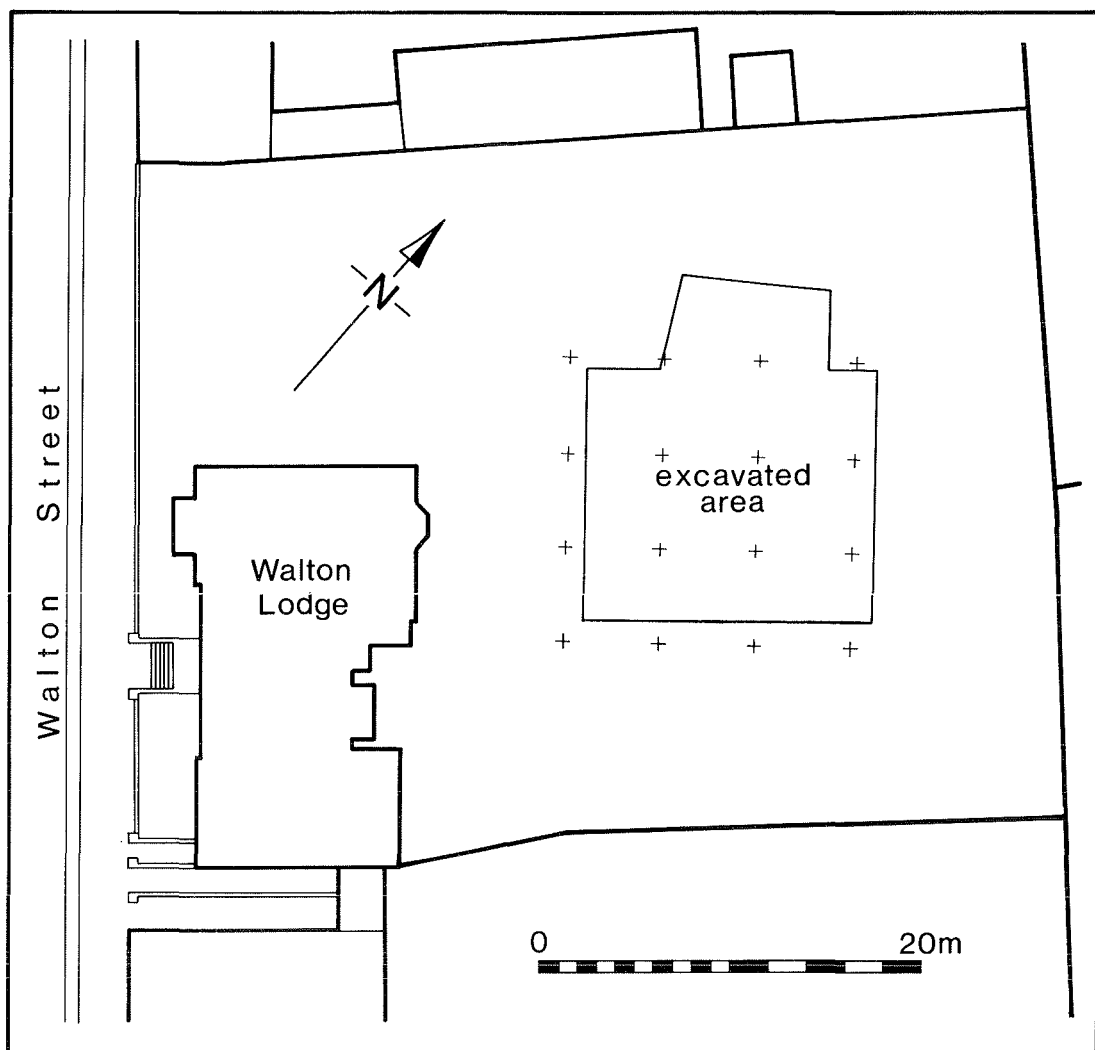 Walton Street
N
excavated
area
Walton
Lodge
0 20m